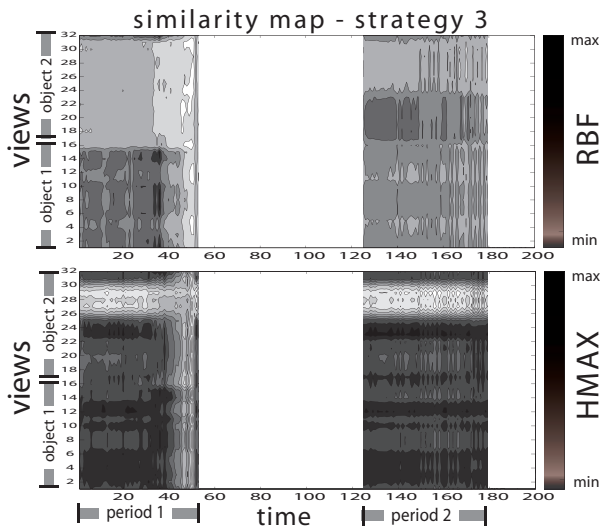 similarity map - strategy 3
32
30
28
26
24
22
20
18
16
14
12
10
8
6
4
2
views
object 2
object 1
20 40 60 80 100 120 140 160 180 200
max
min
RBF
32
30
28
26
24
22
20
18
16
14
12
10
8
6
4
2
views
object 2
object 1
20 40 60 80 100 120 140 160 180 200
max
min
HMAX
period 1 time period 2